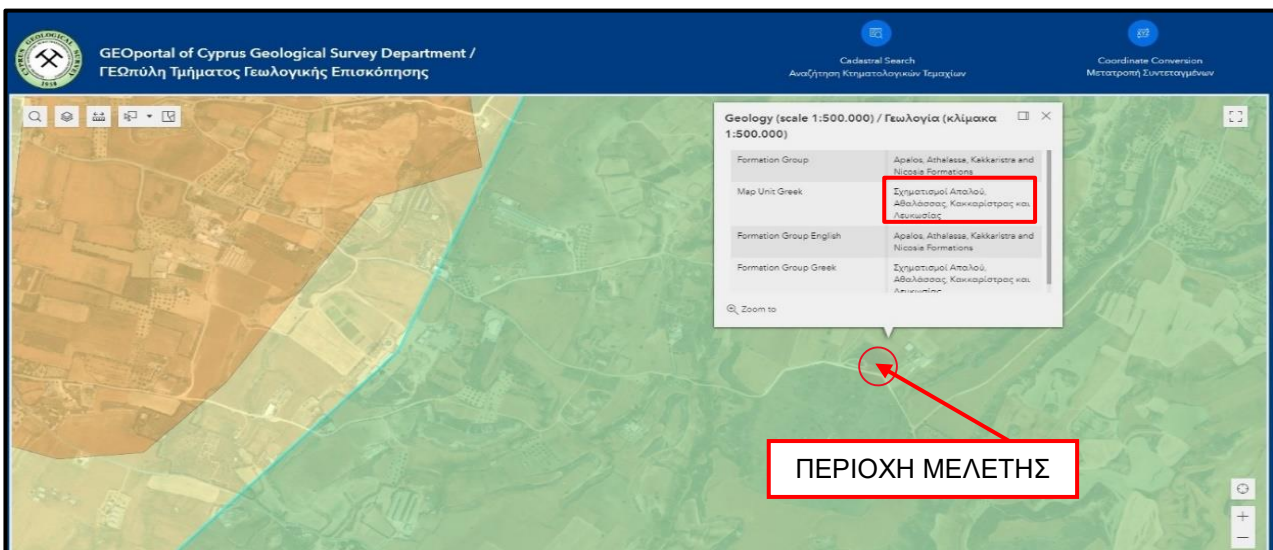 GEOportal of Cyprus Geological Survey Department /
ΓΕΩπύλη Τμήματος Γεωλογικής Επισκόπησης
Cadastral Search
Αναζήτηση Κτηματολογικών Τεμαχίων
Coordinate Conversion
Μετατροπή Συντεταγμένων
Geology (scale 1:500.000) / Γεωλογία (κλίμακα
1:500.000)
Formation Group
Apalos, Athalassa, Kakkaristra and
Nicosia Formations
Map Unit Greek
Σχηματισμοί Απαλού,
Αθαλάσσας, Κακκαρίστρας και
Λευκωσίας
Formation Group English
Apalos, Athalassa, Kakkaristra and
Nicosia Formations
Formation Group Greek
Σχηματισμοί Απαλού,
Αθαλάσσας, Κακκαρίστρας και
Λευκωσίας
Zoom to
ΠΕΡΙΟΧΗ ΜΕΛΕΤΗΣ